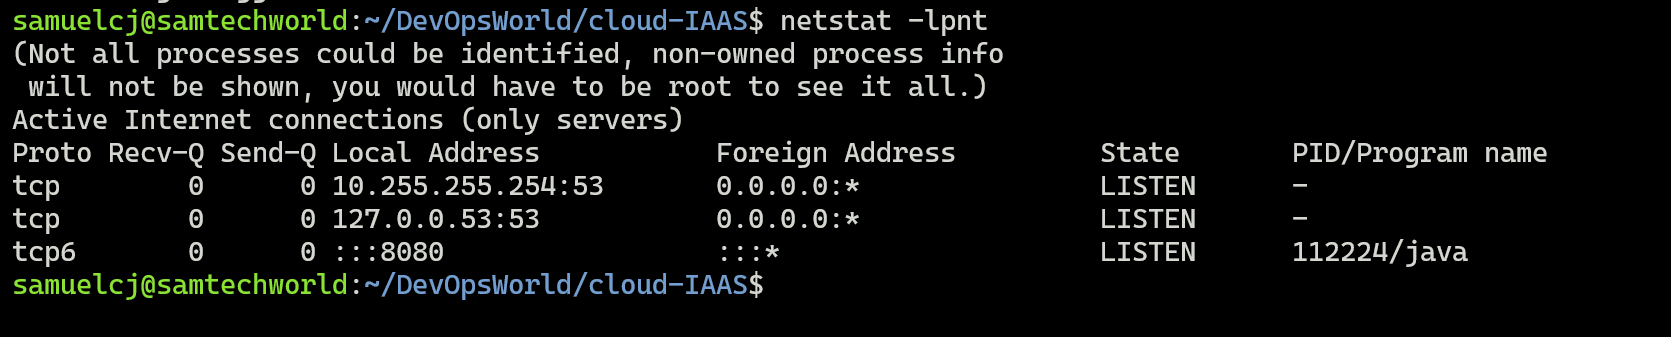 samuelcj@samtechworld:~/DevOpsWorld/cloud-IAAS$ netstat -lpnt
(Not all processes could be identified, non-owned process info
 will not be shown, you would have to be root to see it all.)
Active Internet connections (only servers)
Proto Recv-Q Send-Q Local Address           Foreign Address         State       PID/Program name
tcp        0      0 10.255.255.254:53       0.0.0.0:*               LISTEN      -
tcp        0      0 127.0.0.53:53           0.0.0.0:*               LISTEN      -
tcp6       0      0 :::8080                 :::*                    LISTEN      112224/java
samuelcj@samtechworld:~/DevOpsWorld/cloud-IAAS$